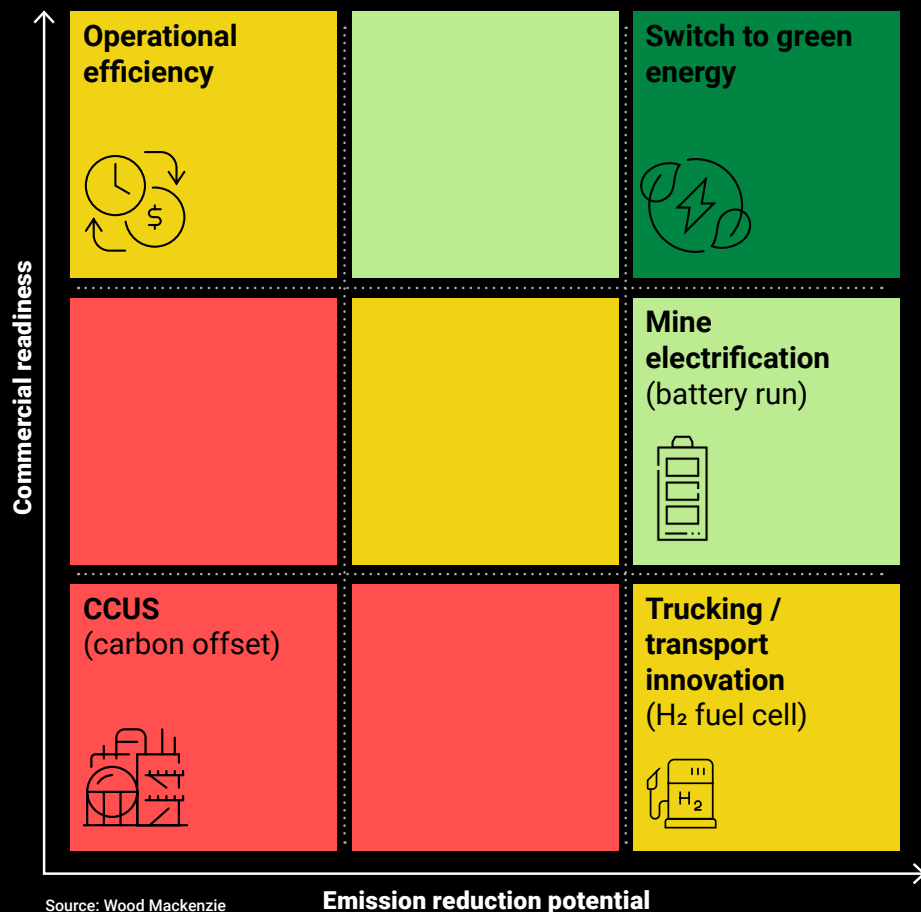 Operational
efficiency
$
Switch to green
energy
Commercial readiness
Mine
electrification
(battery run)
CCUS
(carbon offset)
Trucking /
transport
innovation
(H₂ fuel cell)
H₂
Emission reduction potential
Source: Wood Mackenzie